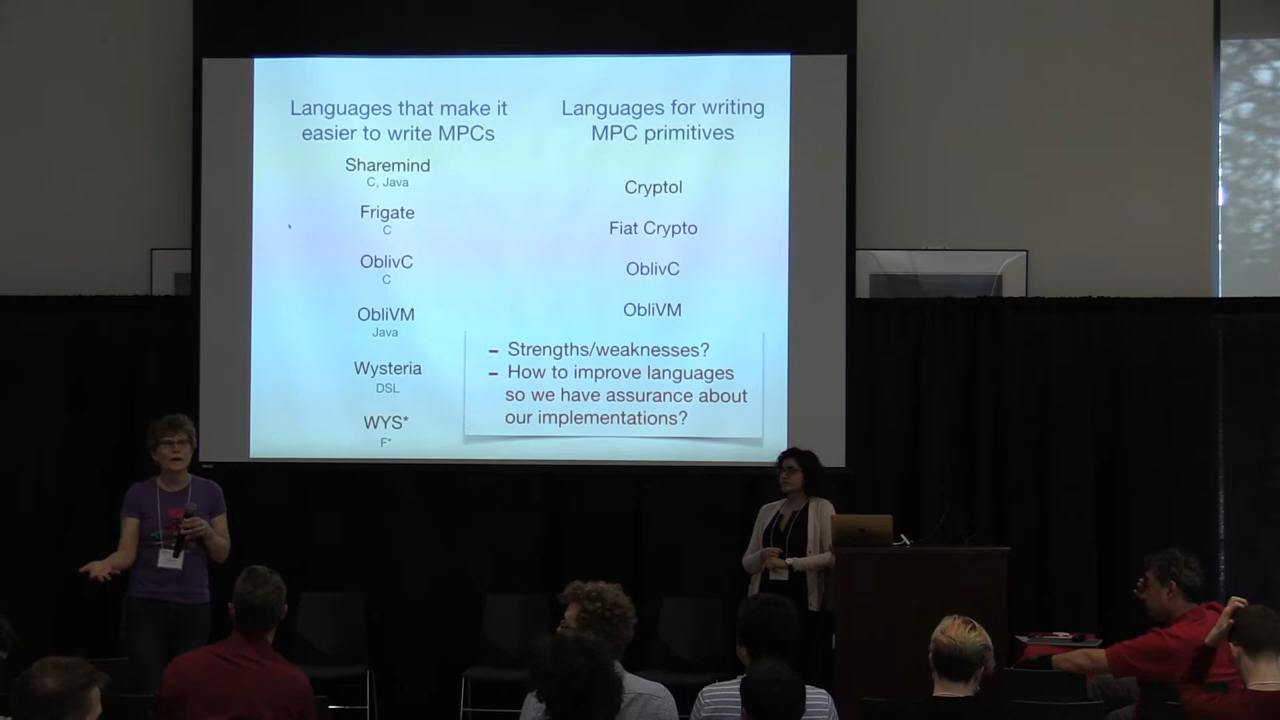 Languages that make it
easier to write MPCs
Sharemind
C, Java
Frigate
C
OblivC
C
ObliVM
Java
Wysteria
DSL
WYS*
F*
Languages for writing
MPC primitives
Cryptol
Fiat Crypto
OblivC
ObliVM
- Strengths/weaknesses?
- How to improve languages
so we have assurance about
our implementations?